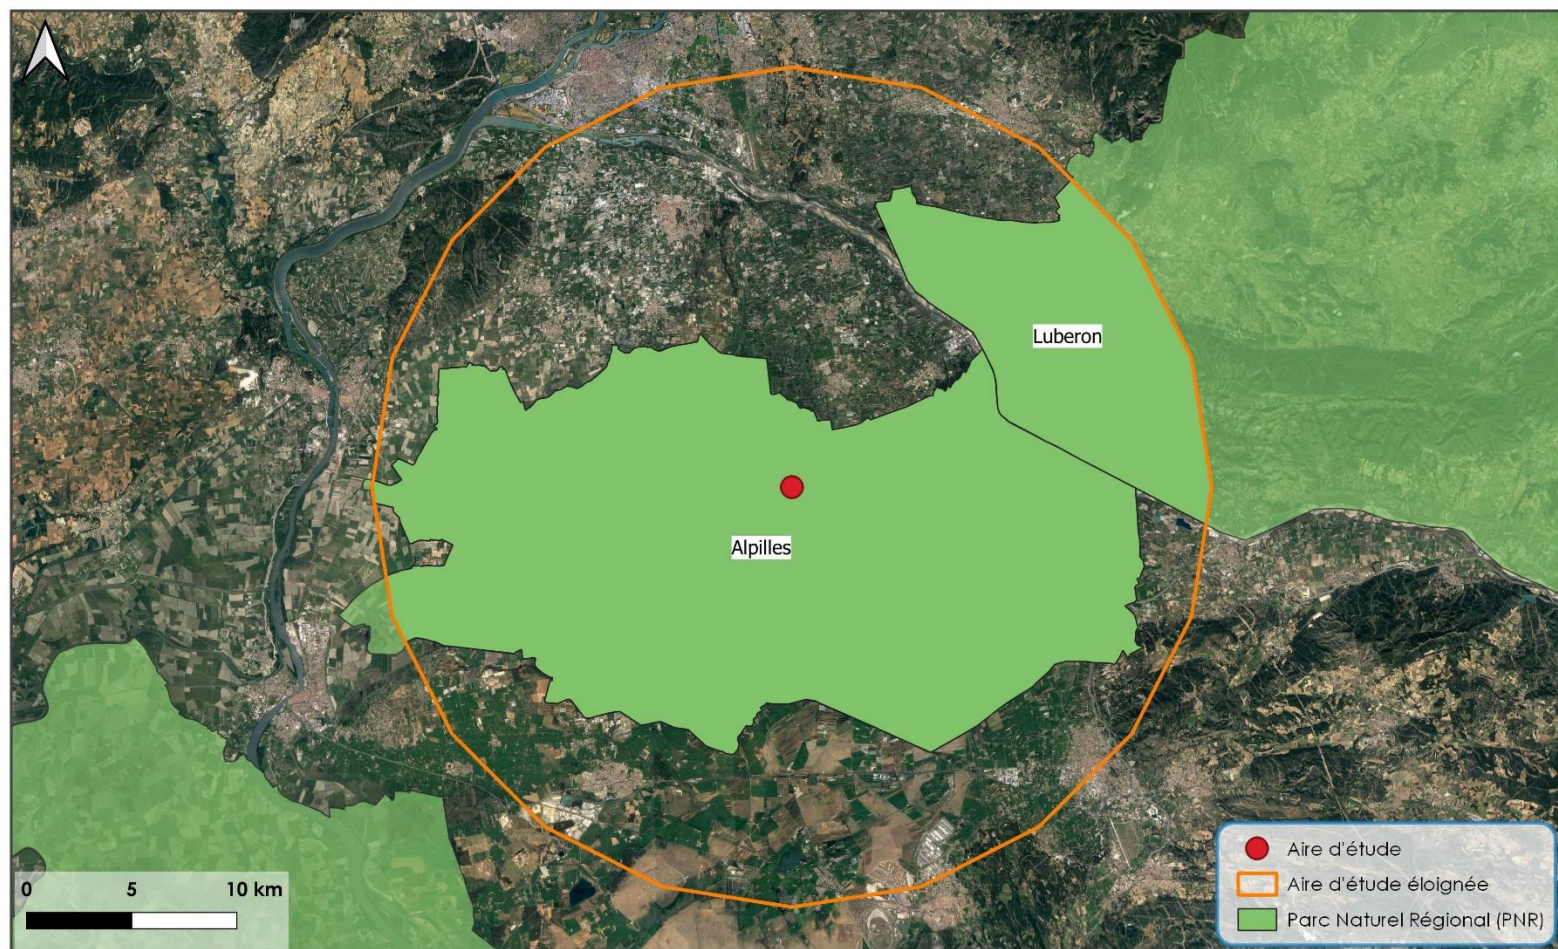 Luberon
Alpilles
0 5 10 km
Aire d'étude
Aire d'étude éloignée
Parc Naturel Régional (PNR)